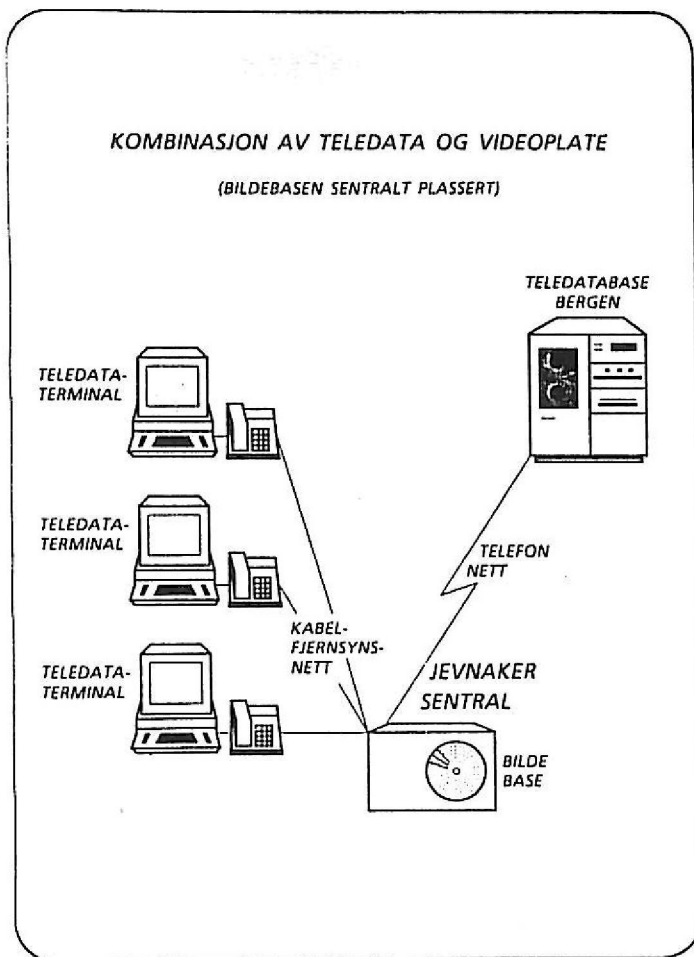 KOMBINASJON AV TELEDATA OG VIDEOPLATE
(BILDEBASEN SENTRALT PLASSERT)
TELEDATABASE
BERGEN
TELEDATA-
TERMINAL
TELEDATA-
TERMINAL
TELEFON
NETT
KABEL-
FJERNSYNS-
NETT
TELEDATA-
TERMINAL
JEVNAKER
SENTRAL
BILDE
BASE